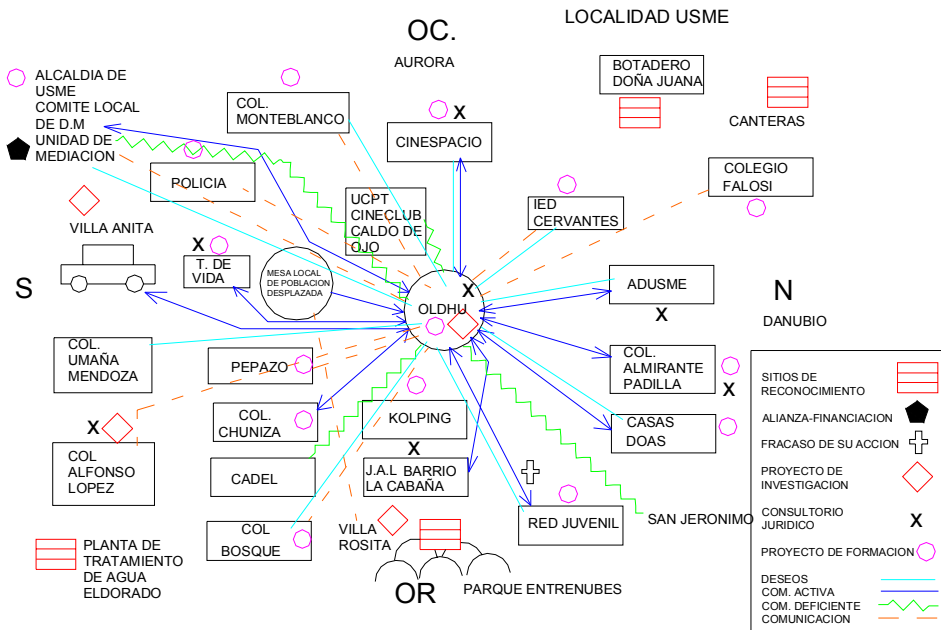 LOCALIDAD USME
OC.
AURORA
ALCALDIA DE
USME
COMITE LOCAL
DE D.M
UNIDAD DE
MEDIACION
COL.
MONTEBLANCO
X
CINESPACIO
BOTADERO
DOÑA JUANA
CANTERAS
POLICIA
UCPT
CINECLUB
CALDO DE
OJO
IED
CERVANTES
COLEGIO
FALOSI
VILLA ANITA
X
T. DE
VIDA
MESA LOCAL
DE POBLACION
DESPLAZADA
S
X
OLDHU
ADUSME
X
N
DANUBIO
COL.
UMAÑA
MENDOZA
PEPAZO
COL.
ALMIRANTE
PADILLA
X
COL.
CHUNIZA
KOLPING
X
CASAS
DOAS
X
COL
ALFONSO
LOPEZ
CADEL
J.A.L BARRIO
LA CABAÑA
COL
BOSQUE
VILLA
ROSITA
RED JUVENIL
SAN JERONIMO
PLANTA DE
TRATAMIENTO
DE AGUA
ELDORADO
OR
PARQUE ENTRENUBES
SITIOS DE
RECONOCIMIENTO
ALIANZA-FINANCIACION
FRACASO DE SU ACCION
PROYECTO DE
INVESTIGACION
CONSULTORIO
JURIDICO
X
PROYECTO DE FORMACION
DESEOS
COM. ACTIVA
COM. DEFICIENTE
COMUNICACION